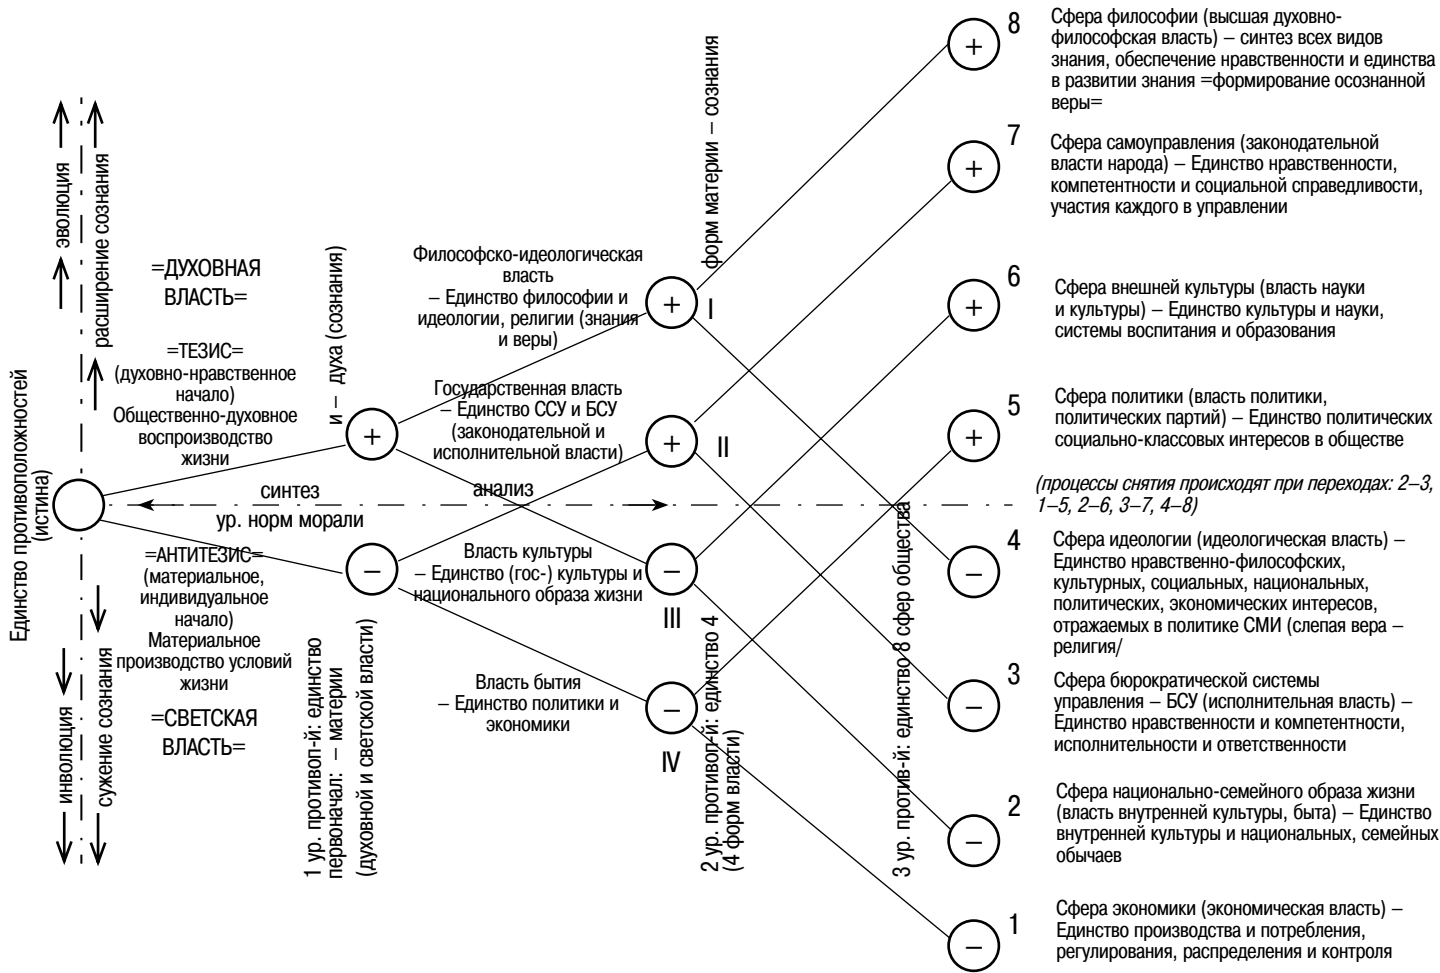 Единство противоположностей
(истина)
эволюция
расширение сознания
инволюция
сужение сознания
=ДУХОВНАЯ
ВЛАСТЬ=
=ТЕЗИС=
(духовно-нравственное
начало)
Общественно-духовное
воспроизводство
жизни
синтез
анализ
ур. норм морали
=АНТИТЕЗИС=
(материальное,
индивидуальное
начало)
Материальное
производство условий
жизни
=СВЕТСКАЯ
ВЛАСТЬ=
1 ур. противоп-й: единство
первоначал: – материи
и – духа (сознания)
(духовной и светской власти)
+
–
Философско-идеологическая
власть
– Единство философии и
идеологии, религии (знания
и веры)
+
I
Государственная власть
– Единство ССУ и БСУ
(законодательной и
исполнительной власти)
+
II
Власть культуры
– Единство (гос-) культуры и
национального образа жизни
–
III
Власть бытия
– Единство политики и
экономики
–
IV
2 ур. противоп-й: единство 4
форм материи – сознания
(4 форм власти)
3 ур. против-й: единство 8 сфер общества
+
8
Сфера философии (высшая духовно-
философская власть) – синтез всех видов
знания, обеспечение нравственности и единства
в развитии знания =формирование осознанной
веры=
+
7
Сфера самоуправления (законодательной
власти народа) – Единство нравственности,
компетентности и социальной справедливости,
участия каждого в управлении
+
6
Сфера внешней культуры (власть науки
и культуры) – Единство культуры и науки,
системы воспитания и образования
+
5
Сфера политики (власть политики,
политических партий) – Единство политических
социально-классовых интересов в обществе
(процессы снятия происходят при переходах: 2–3,
1–5, 2–6, 3–7, 4–8)
–
4
Сфера идеологии (идеологическая власть) –
Единство нравственно-философских,
культурных, социальных, национальных,
политических, экономических интересов,
отражаемых в политике СМИ (слепая вера –
религия/
–
3
Сфера бюрократической системы
управления – БСУ (исполнительная власть) –
Единство нравственности и компетентности,
исполнительности и ответственности
–
2
Сфера национально-семейного образа жизни
(власть внутренней культуры, быта) – Единство
внутренней культуры и национальных, семейных
обычаев
–
1
Сфера экономики (экономическая власть) –
Единство производства и потребления,
регулирования, распределения и контроля